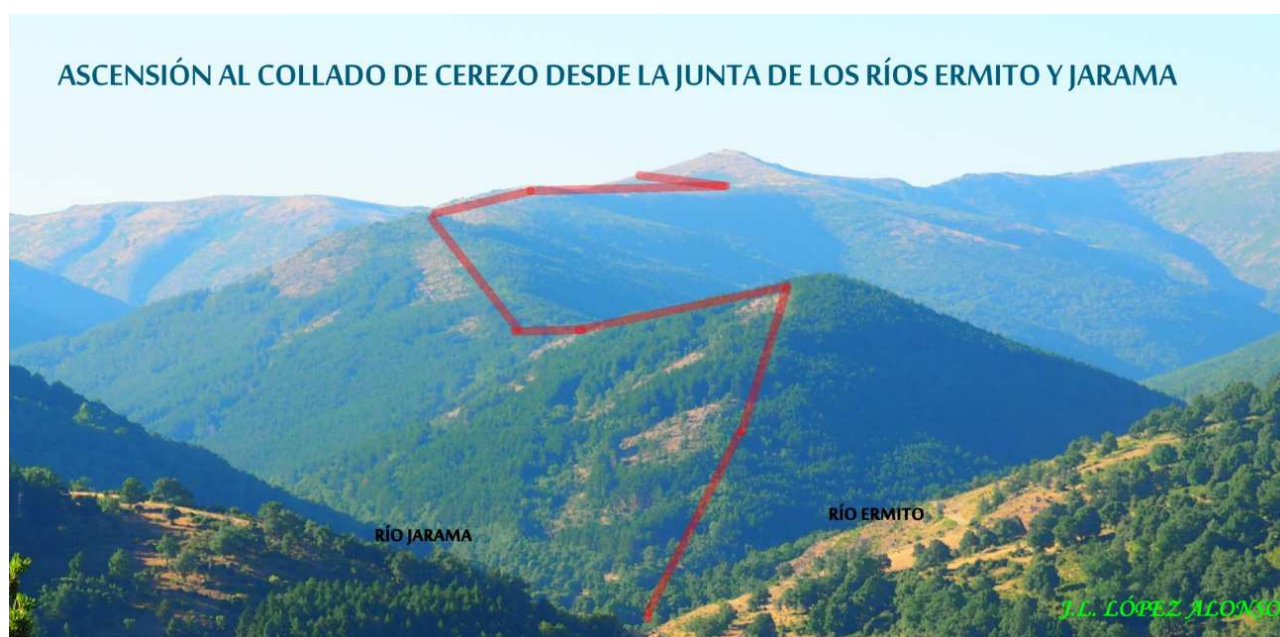 ASCENSIÓN AL COLLADO DE CEREZO DESDE LA JUNTA DE LOS RÍOS ERMITO Y JARAMA
RÍO ERMITO
RÍO JARAMA
J.L. LÓPEZ ALONSO